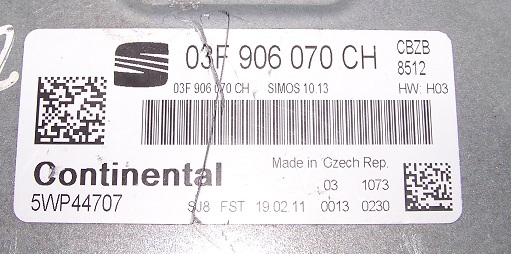 03F 906 070 CH CBZB
8512
03F 906 070 CH SIMOS 10.13 HW: H03
Continental Made in Czech Rep.
03 1073
5WP44707 SJ8 FST 19.02.11 0013 0230